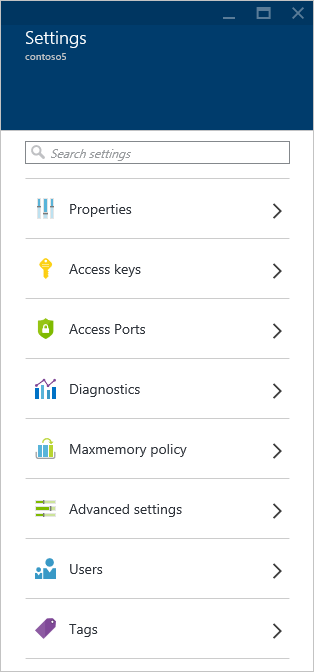 Settings
contoso5
Search settings
Properties
Access keys
Access Ports
Diagnostics
Maxmemory policy
Advanced settings
Users
Tags